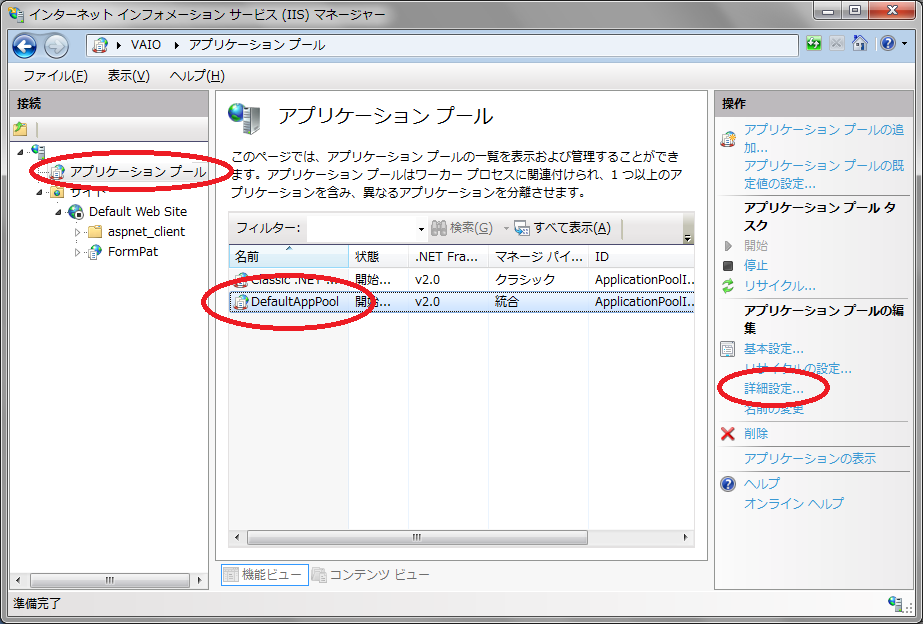 インターネット インフォメーション サービス (IIS) マネージャー
VAIO
アプリケーション プール
ファイル(F)
表示(V)
ヘルプ(H)
接続
アプリケーション プール
サイト
Default Web Site
aspnet_client
FormPat
アプリケーション プール
このページでは、アプリケーション プールの一覧を表示および管理することができ
ます。アプリケーション プールはワーカー プロセスに関連付けられ、1 つ以上のア
プリケーションを含み、異なるアプリケーションを分離させます。
フィルター:
検索(G)
すべて表示(A)
名前
状態
.NET Fra...
マネージ パイ...
ID
Classic .NET ...
開始...
v2.0
クラシック
ApplicationPoolI...
DefaultAppPool
開始...
v2.0
統合
ApplicationPoolI...
機能ビュー
コンテンツ ビュー
操作
アプリケーション プールの追
加...
アプリケーション プールの既
定値の設定...
アプリケーション プール タ
スク
開始
停止
リサイクル...
アプリケーション プールの編
集
基本設定...
リサイクルの設定...
詳細設定...
名前の変更
削除
アプリケーションの表示
ヘルプ
オンライン ヘルプ
準備完了